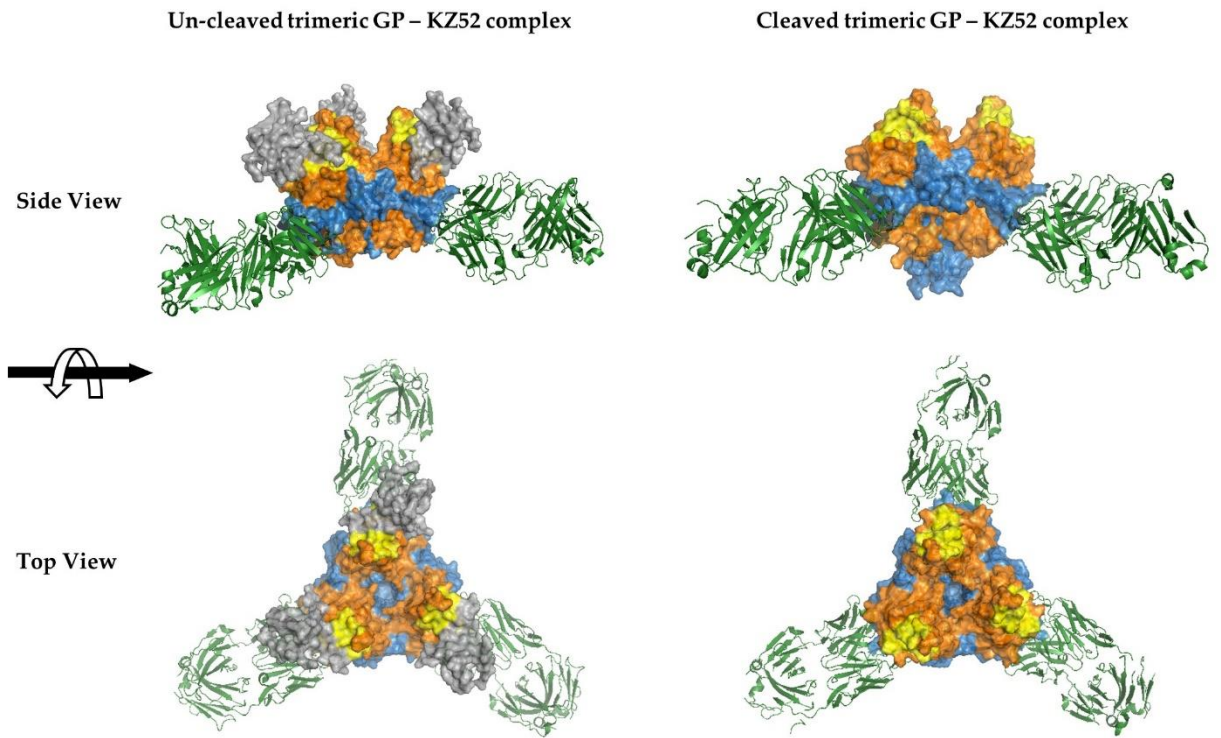 Un-cleaved trimeric GP – KZ52 complex
Cleaved trimeric GP – KZ52 complex
Side View
Top View